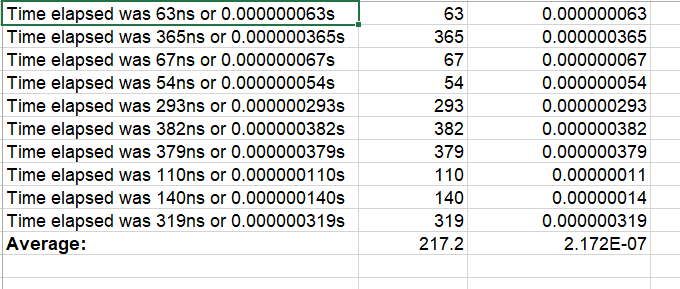 Time elapsed was 63ns or 0.000000063s 63 0.000000063
Time elapsed was 365ns or 0.000000365s 365 0.000000365
Time elapsed was 67ns or 0.000000067s 67 0.000000067
Time elapsed was 54ns or 0.000000054s 54 0.000000054
Time elapsed was 293ns or 0.000000293s 293 0.000000293
Time elapsed was 382ns or 0.000000382s 382 0.000000382
Time elapsed was 379ns or 0.000000379s 379 0.000000379
Time elapsed was 110ns or 0.000000110s 110 0.00000011
Time elapsed was 140ns or 0.000000140s 140 0.00000014
Time elapsed was 319ns or 0.000000319s 319 0.000000319
Average: 217.2 2.172E-07